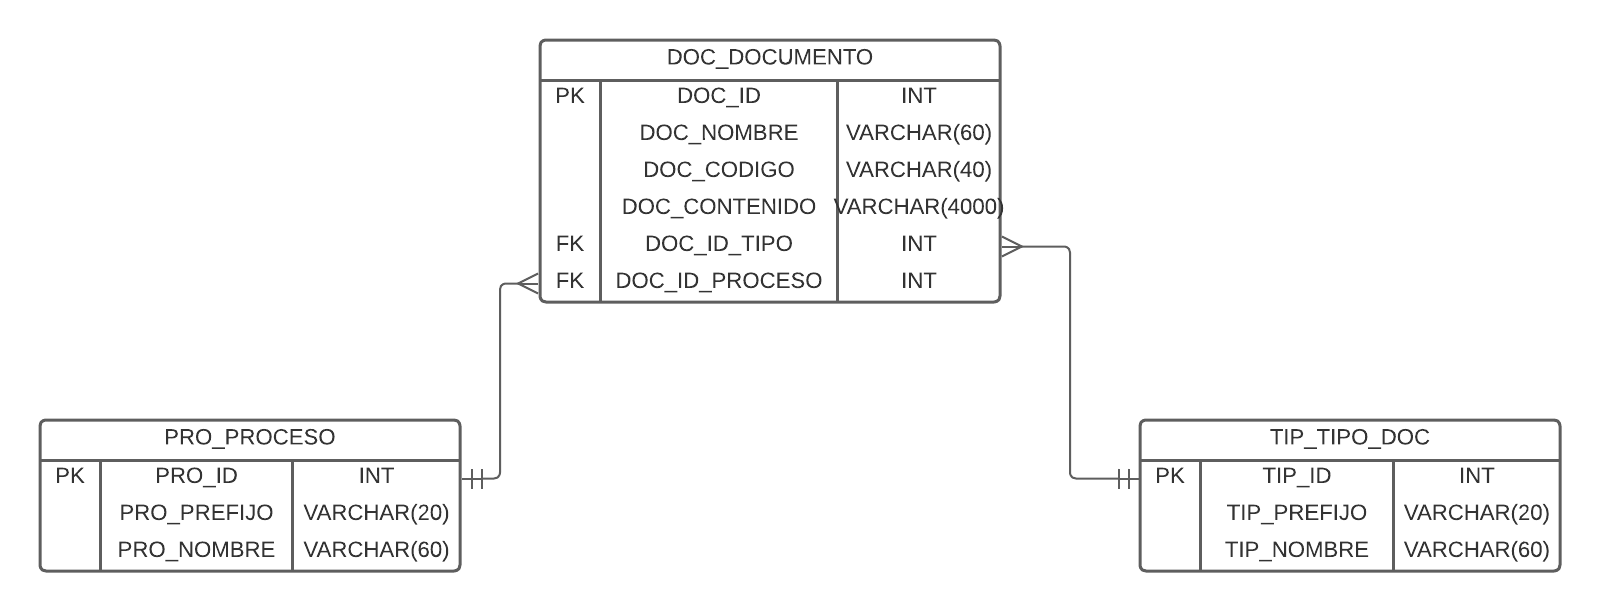 DOC_DOCUMENTO
PK DOC_ID INT
DOC_NOMBRE VARCHAR(60)
DOC_CODIGO VARCHAR(40)
DOC_CONTENIDO VARCHAR(4000)
FK DOC_ID_TIPO INT
FK DOC_ID_PROCESO INT
PRO_PROCESO
PK PRO_ID INT
PRO_PREFIJO VARCHAR(20)
PRO_NOMBRE VARCHAR(60)
TIP_TIPO_DOC
PK TIP_ID INT
TIP_PREFIJO VARCHAR(20)
TIP_NOMBRE VARCHAR(60)